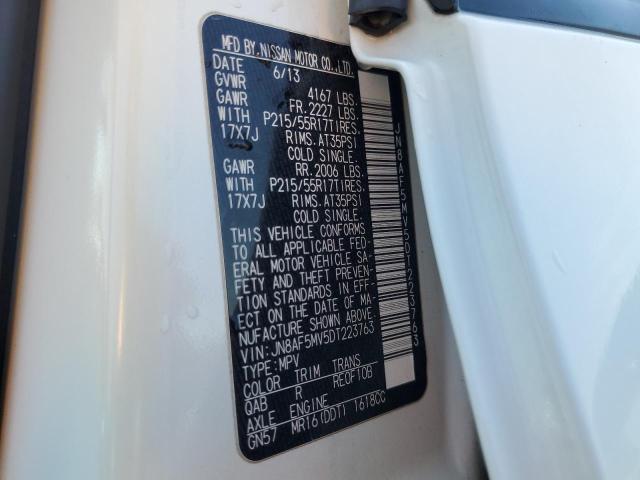 MFD BY NISSAN MOTOR CO., LTD.
DATE 6/13
GVWR 4167 LBS.
GAWR FR. 2227 LBS.
WITH P215/55R17TIRES.
17X7J RIMS. AT35PSI
COLD SINGLE.
GAWR RR. 2006 LBS.
WITH P215/55R17TIRES.
17X7J RIMS. AT35PSI
COLD SINGLE.
THIS VEHICLE CONFORMS
TO ALL APPLICABLE FED-
ERAL MOTOR VEHICLE SA-
FETY AND THEFT PREVEN-
TION STANDARDS IN EFF-
ECT ON THE DATE OF MA-
NUFACTURE SHOWN ABOVE.
VIN: JN8AF5MV5DT223763
TYPE: MPV
COLOR TRIM TRANS
QAB R RE0F10B
AXLE ENGINE
GN57 MR16(DDT) 1618CC
JN8AF5MV5DT223763